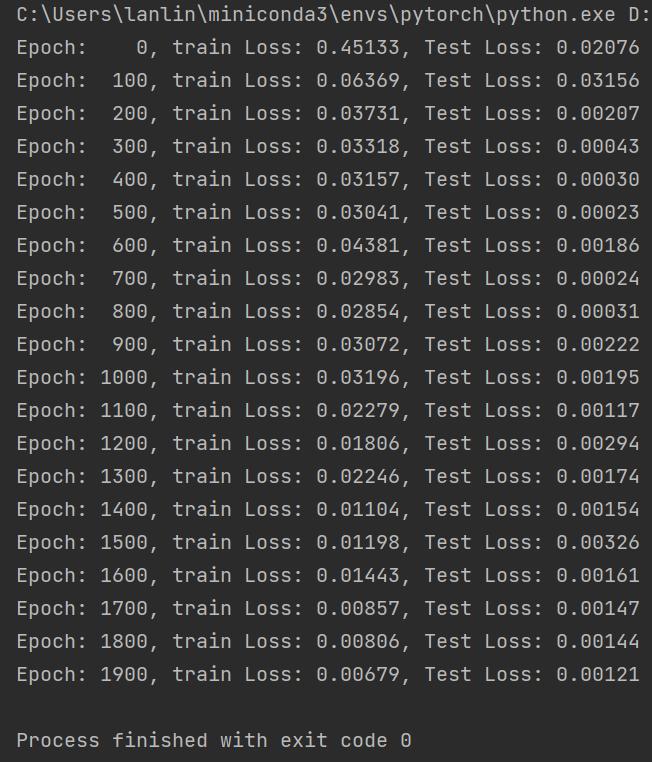 C:\Users\lanlin\miniconda3\envs\pytorch\python.exe D:
Epoch:    0, train Loss: 0.45133, Test Loss: 0.02076
Epoch:  100, train Loss: 0.06369, Test Loss: 0.03156
Epoch:  200, train Loss: 0.03731, Test Loss: 0.00207
Epoch:  300, train Loss: 0.03318, Test Loss: 0.00043
Epoch:  400, train Loss: 0.03157, Test Loss: 0.00030
Epoch:  500, train Loss: 0.03041, Test Loss: 0.00023
Epoch:  600, train Loss: 0.04381, Test Loss: 0.00186
Epoch:  700, train Loss: 0.02983, Test Loss: 0.00024
Epoch:  800, train Loss: 0.02854, Test Loss: 0.00031
Epoch:  900, train Loss: 0.03072, Test Loss: 0.00222
Epoch: 1000, train Loss: 0.03196, Test Loss: 0.00195
Epoch: 1100, train Loss: 0.02279, Test Loss: 0.00117
Epoch: 1200, train Loss: 0.01806, Test Loss: 0.00294
Epoch: 1300, train Loss: 0.02246, Test Loss: 0.00174
Epoch: 1400, train Loss: 0.01104, Test Loss: 0.00154
Epoch: 1500, train Loss: 0.01198, Test Loss: 0.00326
Epoch: 1600, train Loss: 0.01443, Test Loss: 0.00161
Epoch: 1700, train Loss: 0.00857, Test Loss: 0.00147
Epoch: 1800, train Loss: 0.00806, Test Loss: 0.00144
Epoch: 1900, train Loss: 0.00679, Test Loss: 0.00121
Process finished with exit code 0